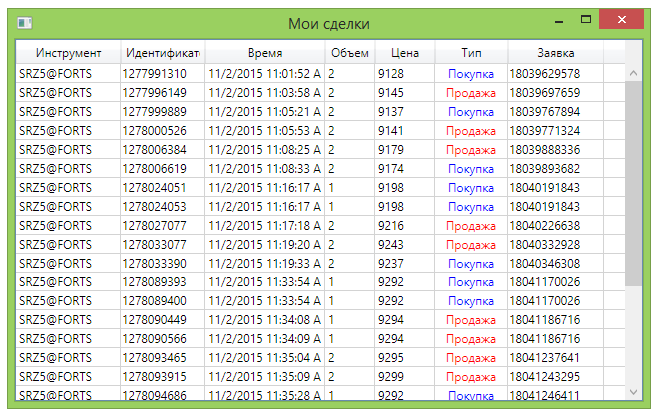 Мои сделки
Инструмент Идентификато Время Объем Цена Тип Заявка
SRZ5@FORTS 1277991310 11/2/2015 11:01:52 A 2 9128 Покупка 18039629578
SRZ5@FORTS 1277996149 11/2/2015 11:03:58 A 2 9145 Продажа 18039697659
SRZ5@FORTS 1277999889 11/2/2015 11:05:21 A 2 9137 Покупка 18039767894
SRZ5@FORTS 1278000526 11/2/2015 11:05:53 A 2 9141 Продажа 18039771324
SRZ5@FORTS 1278006384 11/2/2015 11:08:25 A 2 9179 Продажа 18039888336
SRZ5@FORTS 1278006619 11/2/2015 11:08:33 A 2 9174 Покупка 18039893682
SRZ5@FORTS 1278024051 11/2/2015 11:16:17 A 1 9198 Покупка 18040191843
SRZ5@FORTS 1278024053 11/2/2015 11:16:17 A 1 9198 Покупка 18040191843
SRZ5@FORTS 1278027077 11/2/2015 11:17:18 A 2 9216 Продажа 18040226638
SRZ5@FORTS 1278033077 11/2/2015 11:19:20 A 2 9243 Продажа 18040332928
SRZ5@FORTS 1278033390 11/2/2015 11:19:33 A 2 9237 Покупка 18040346308
SRZ5@FORTS 1278089393 11/2/2015 11:33:54 A 1 9292 Покупка 18041170026
SRZ5@FORTS 1278089400 11/2/2015 11:33:54 A 1 9292 Покупка 18041170026
SRZ5@FORTS 1278090449 11/2/2015 11:34:08 A 1 9294 Продажа 18041186716
SRZ5@FORTS 1278090566 11/2/2015 11:34:09 A 1 9294 Продажа 18041186716
SRZ5@FORTS 1278093465 11/2/2015 11:35:04 A 2 9295 Продажа 18041237641
SRZ5@FORTS 1278093915 11/2/2015 11:35:09 A 2 9299 Продажа 18041243295
SRZ5@FORTS 1278094686 11/2/2015 11:35:28 A 1 9292 Покупка 18041246411